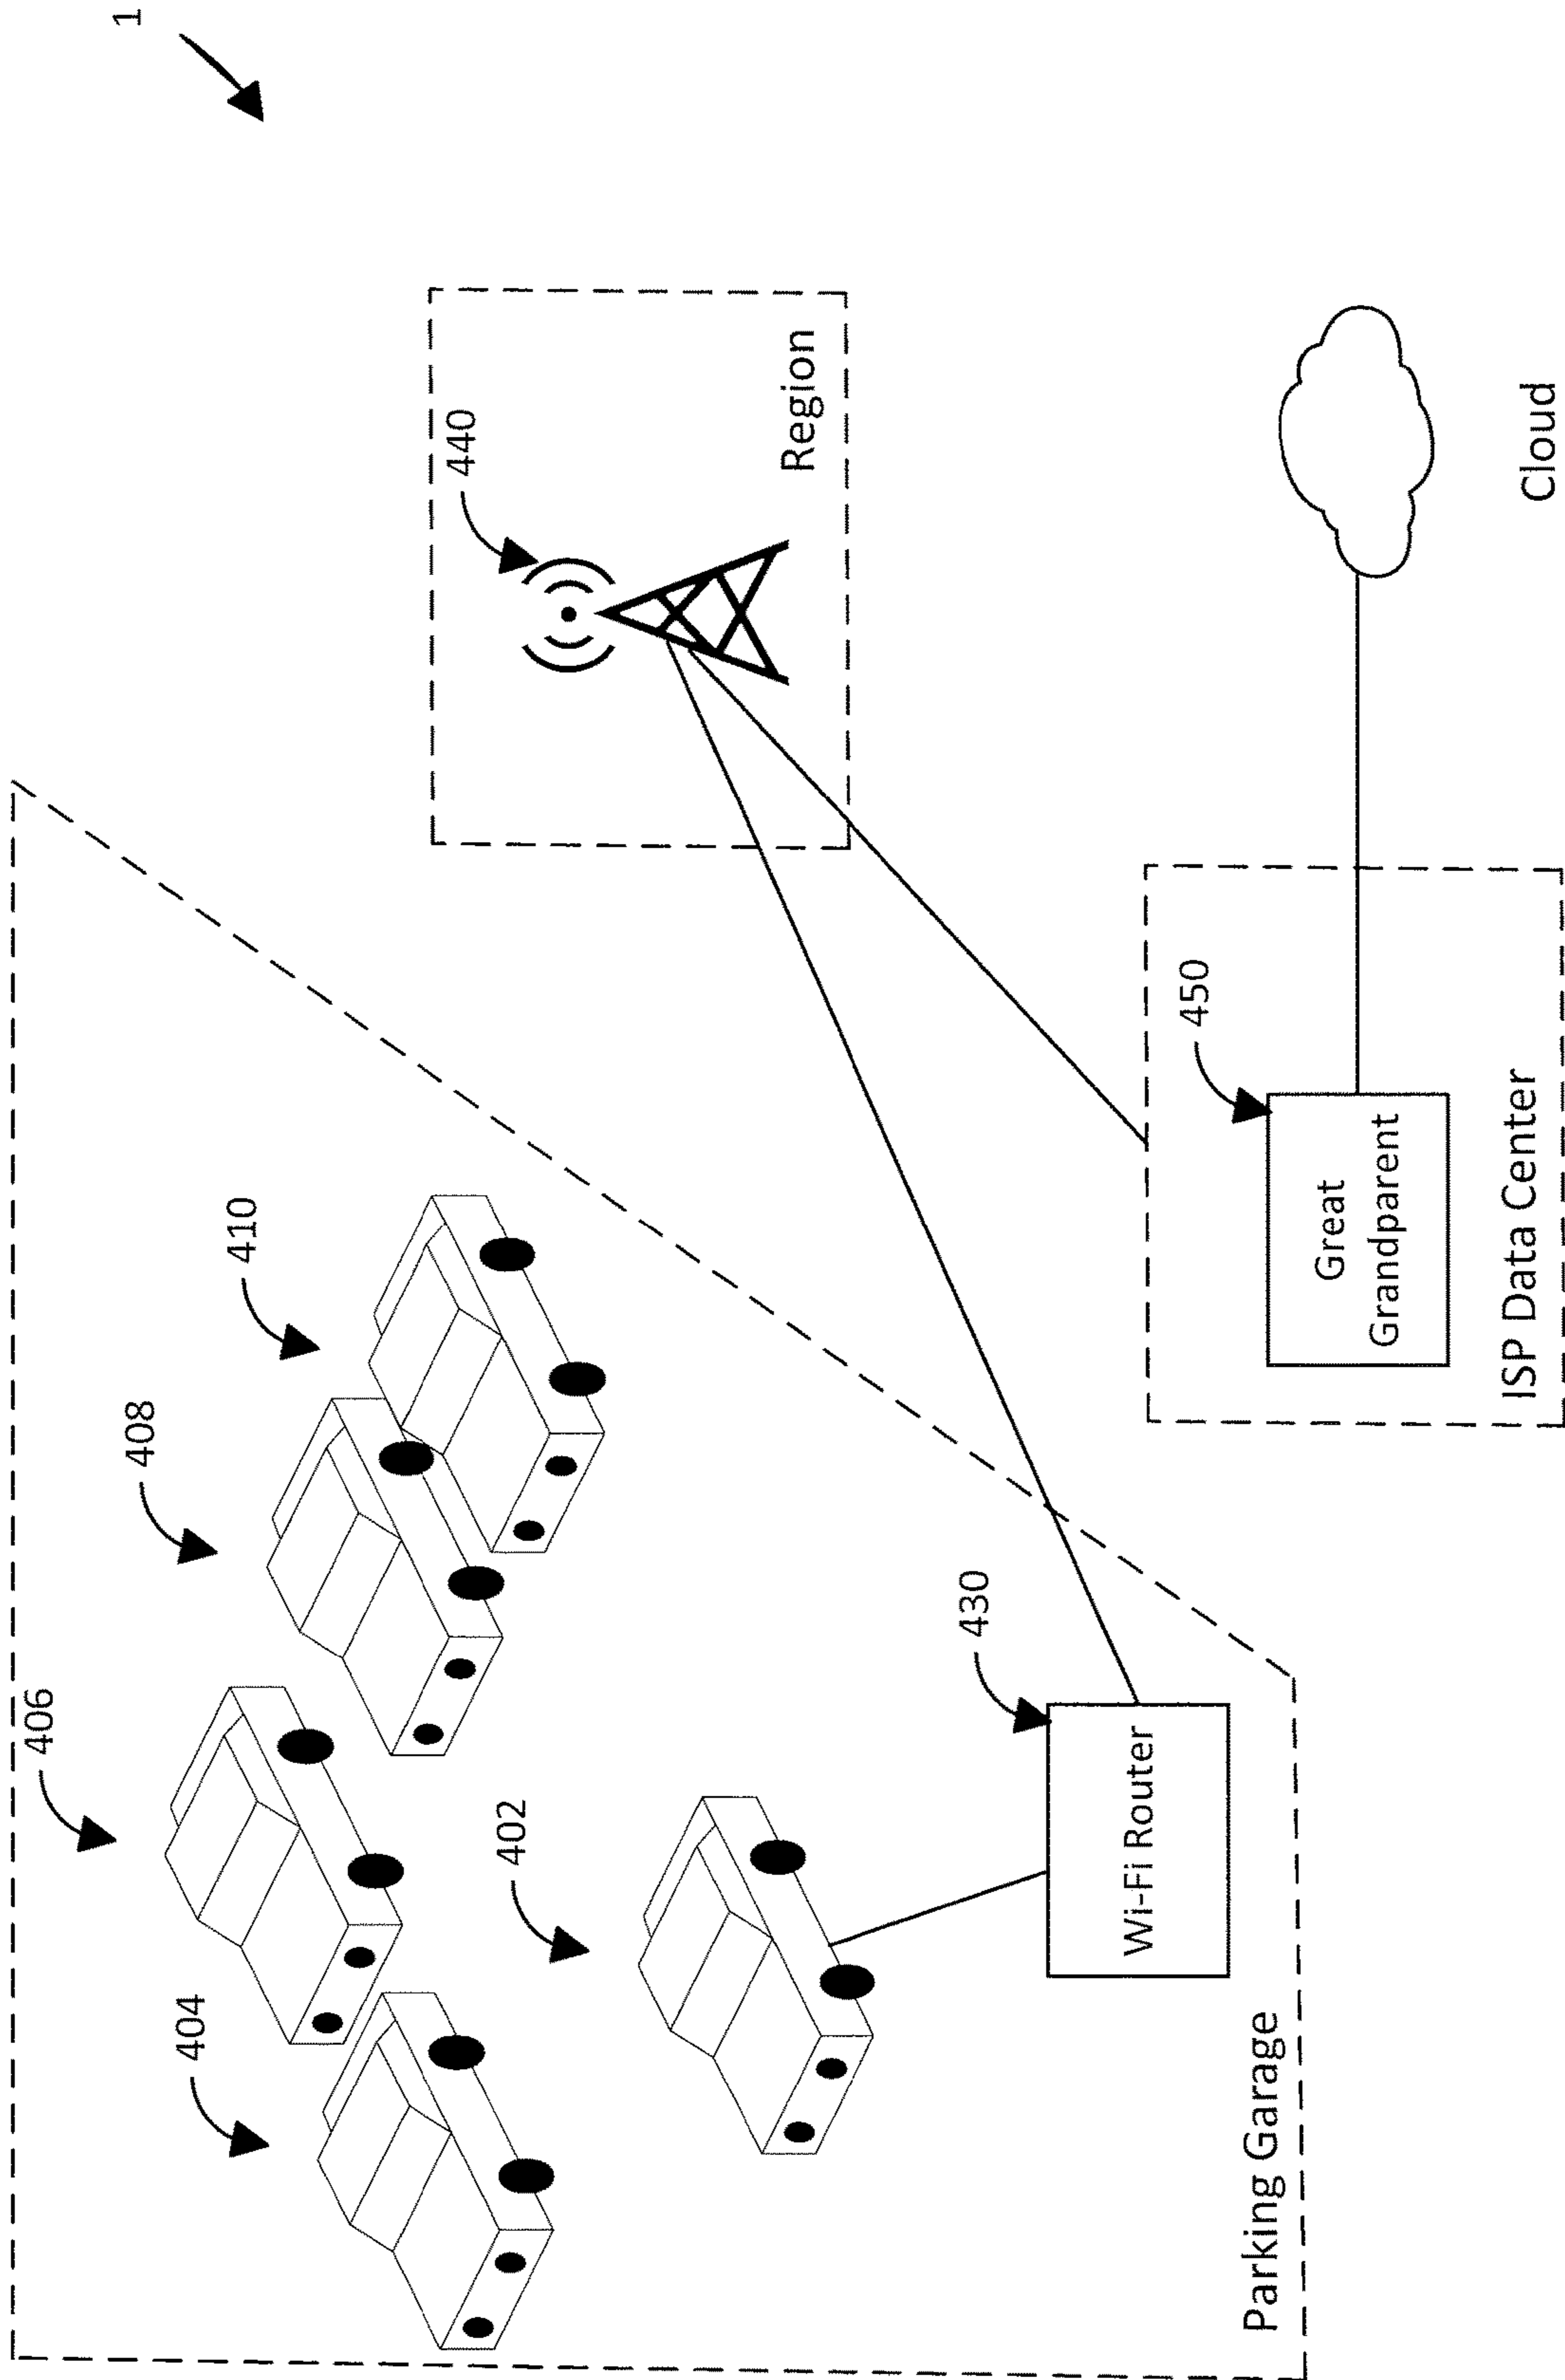 1
406
408
410
404
402
440
Region
430
Wi-Fi Router
450
Great
Grandparent
Parking Garage
ISP Data Center
Cloud